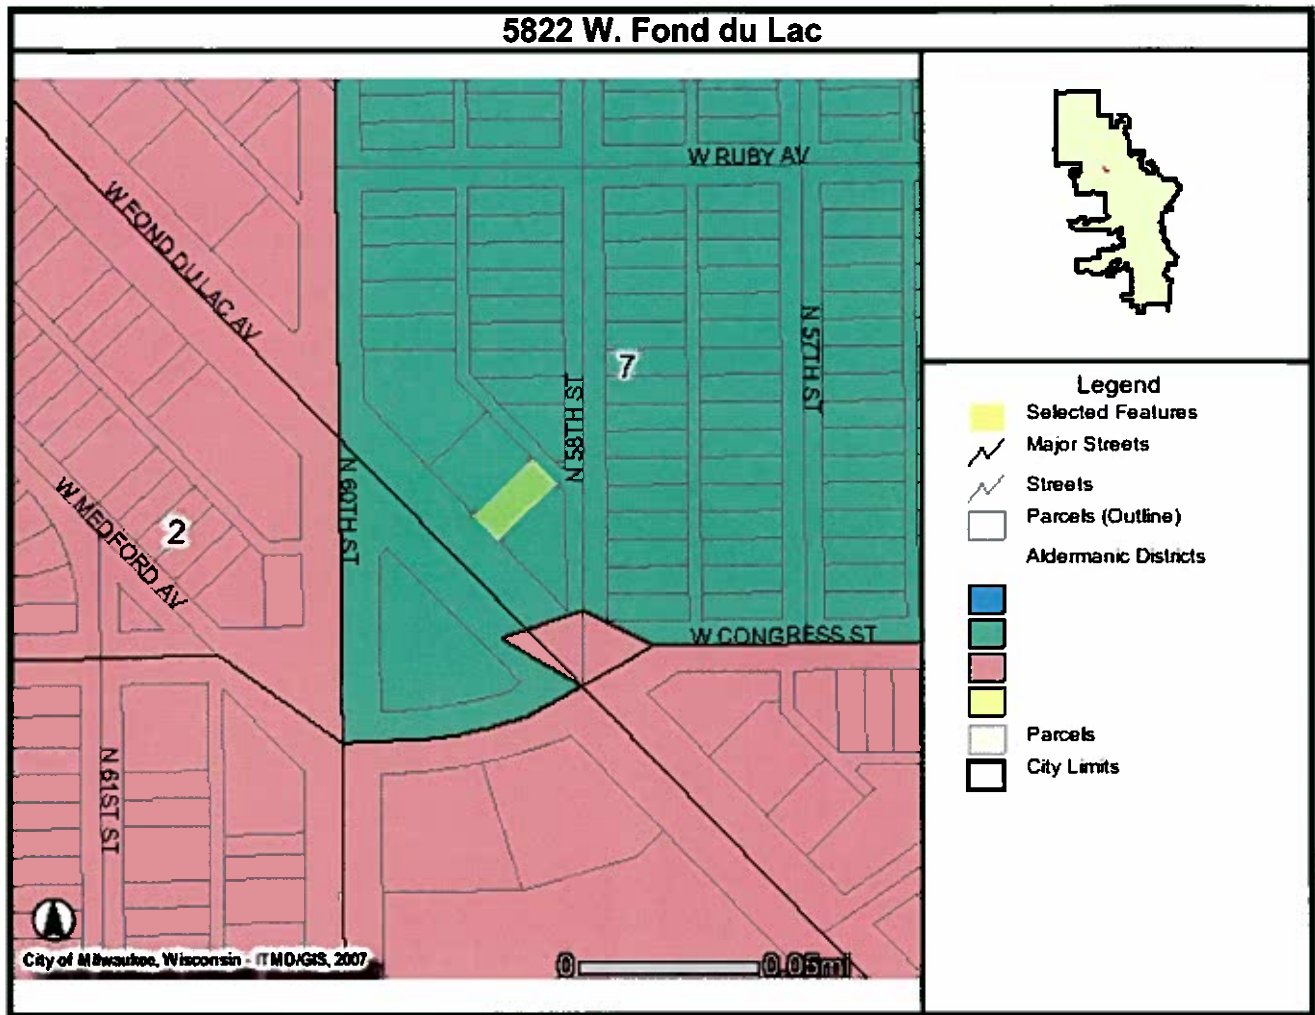 5822 W. Fond du Lac
W RUBY AV
W FOND DU LAC AV
N 57TH ST
7
N 58TH ST
N 60TH ST
W MEDFORD AV
2
W CONGRESS ST
N 61ST ST
City of Milwaukee, Wisconsin - ITMD/GIS, 2007
0 0.05mi
Legend
Selected Features
Major Streets
Streets
Parcels (Outline)
Aldermanic Districts
Parcels
City Limits